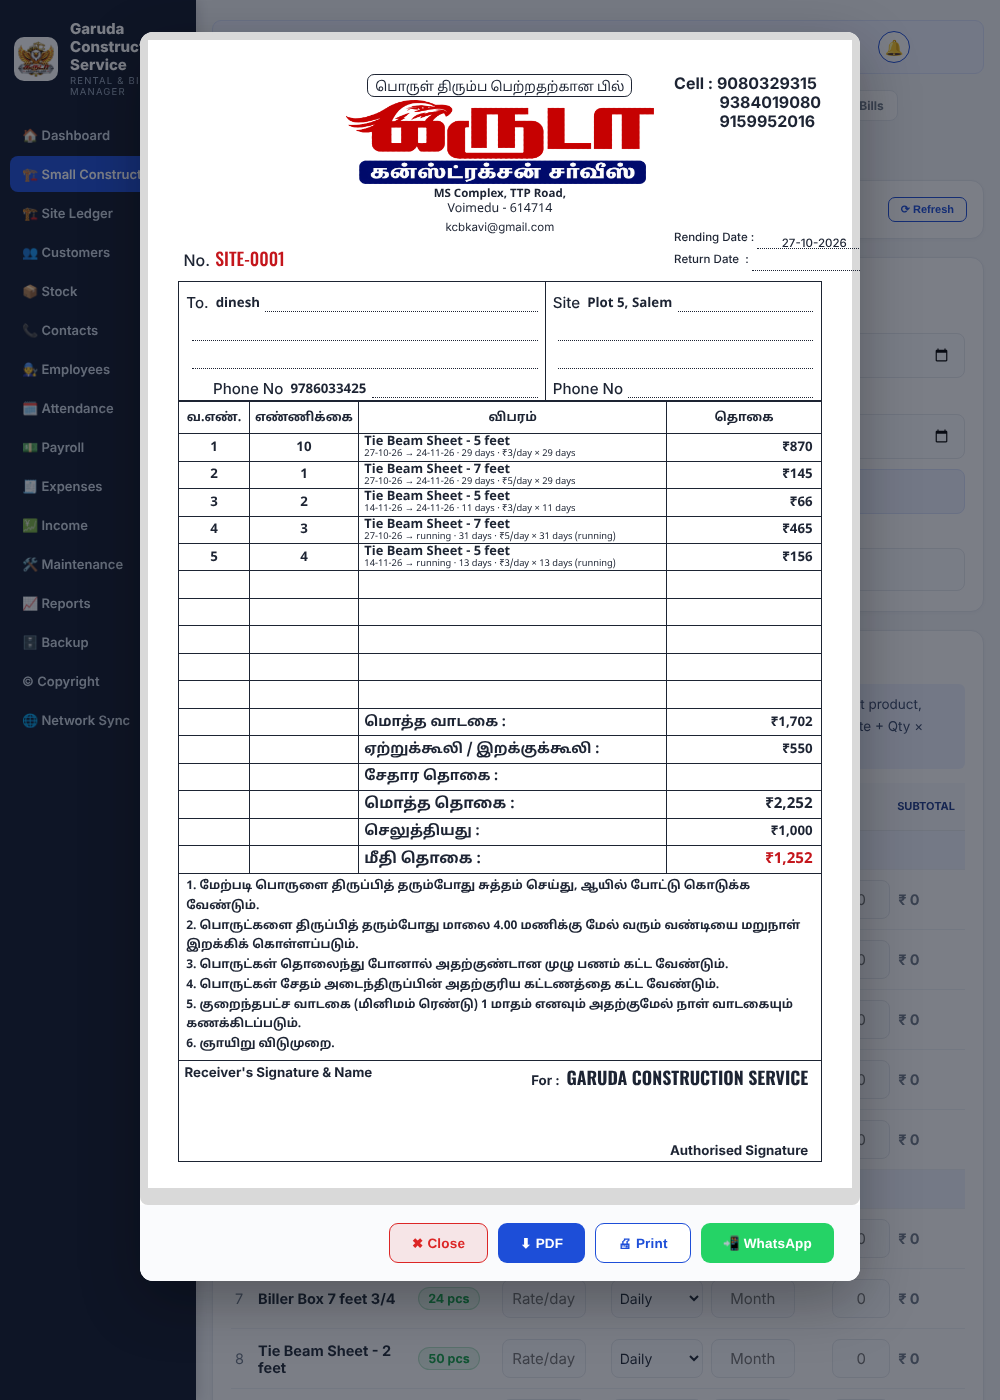 Garda
Construc
Service
RENTAL & BI
MANAGER
Dashboard
Small Construct
Site Ledger
Customers
Stock
Contacts
Employees
Attendance
Payroll
Expenses
Income
Maintenance
Reports
Backup
© Copyright
Network Sync
Bills
⟳ Refresh
பொருள் திரும்ப பெற்றதற்கான பில்
கருடா
கன்ஸ்ட்ரக்சன் சர்வீஸ்
MS Complex, TTP Road,
Voimedu - 614714
kcbkavi@gmail.com
Cell : 9080329315
9384019080
9159952016
Rending Date : 27-10-2026
Return Date :
No. SITE-0001
To. dinesh
Site Plot 5, Salem
Phone No 9786033425
Phone No
வ.எண். எண்ணிக்கை விபரம் தொகை
1 10 Tie Beam Sheet - 5 feet ₹870
27-10-26 → 24-11-26 · 29 days · ₹3/day × 29 days
2 1 Tie Beam Sheet - 7 feet ₹145
27-10-26 → 24-11-26 · 29 days · ₹5/day × 29 days
3 2 Tie Beam Sheet - 5 feet ₹66
14-11-26 → 24-11-26 · 11 days · ₹3/day × 11 days
4 3 Tie Beam Sheet - 7 feet ₹465
27-10-26 → running · 31 days · ₹5/day × 31 days (running)
5 4 Tie Beam Sheet - 5 feet ₹156
14-11-26 → running · 13 days · ₹3/day × 13 days (running)
மொத்த வாடகை : ₹1,702
ஏற்றுக்கூலி / இறக்குக்கூலி : ₹550
சேதார தொகை :
மொத்த தொகை : ₹2,252
செலுத்தியது : ₹1,000
மீதி தொகை : ₹1,252
1. மேற்படி பொருளை திருப்பித் தரும்போது சுத்தம் செய்து, ஆயில் போட்டு கொடுக்க
வேண்டும்.
2. பொருட்களை திருப்பித் தரும்போது மாலை 4.00 மணிக்கு மேல் வரும் வண்டியை மறுநாள்
இறக்கிக் கொள்ளப்படும்.
3. பொருட்கள் தொலைந்து போனால் அதற்குண்டான முழு பணம் கட்ட வேண்டும்.
4. பொருட்கள் சேதம் அடைந்திருப்பின் அதற்குரிய கட்டணத்தை கட்ட வேண்டும்.
5. குறைந்தபட்ச வாடகை (மினிமம் ரெண்டு) 1 மாதம் எனவும் அதற்குமேல் நாள் வாடகையும்
கணக்கிடப்படும்.
6. ஞாயிறு விடுமுறை.
Receiver's Signature & Name
For : GARUDA CONSTRUCTION SERVICE
Authorised Signature
✖ Close
⬇ PDF
Print
WhatsApp
t product,
te + Qty ×
SUBTOTAL
0 ₹ 0
0 ₹ 0
0 ₹ 0
0 ₹ 0
0 ₹ 0
0 ₹ 0
7 Biller Box 7 feet 3/4 24 pcs Rate/day Daily Month 0 ₹ 0
8 Tie Beam Sheet - 2 feet 50 pcs Rate/day Daily Month 0 ₹ 0